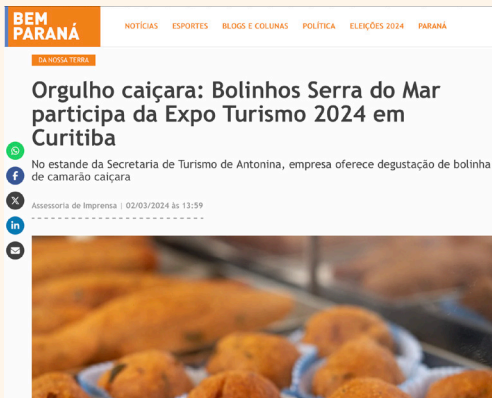 BEM
PARANÁ
NOTÍCIAS ESPORTES BLOGS E COLUNAS POLÍTICA ELEIÇÕES 2024 PARANÁ
DA NOSSA TERRA
Orgulho caiçara: Bolinhos Serra do Mar
participa da Expo Turismo 2024 em
Curitiba
No estande da Secretaria de Turismo de Antonina, empresa oferece degustação de bolinha
de camarão caiçara
Assessoria de Imprensa | 02/03/2024 às 13:59